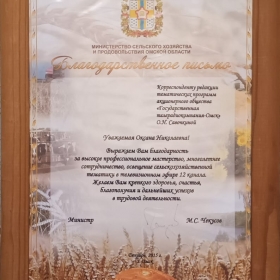 МИНИСТЕРСТВО СЕЛЬСКОГО ХОЗЯЙСТВА
И ПРОДОВОЛЬСТВИЯ ОМСКОЙ ОБЛАСТИ
Благодарственное письмо
Корреспонденту редакции
тематических программ
акционерного общества
«Государственная
телерадиокомпания-Омск»
О.Н. Савочкиной
Уважаемая Оксана Николаевна!
Выражаем Вам благодарность
за высокое профессиональное мастерство, многолетнее
сотрудничество, освещение сельскохозяйственной
тематики в телевизионном эфире 12 канала.
Желаем Вам крепкого здоровья, счастья,
благополучия и дальнейших успехов
в трудовой деятельности.
Министр М.С. Чекусов